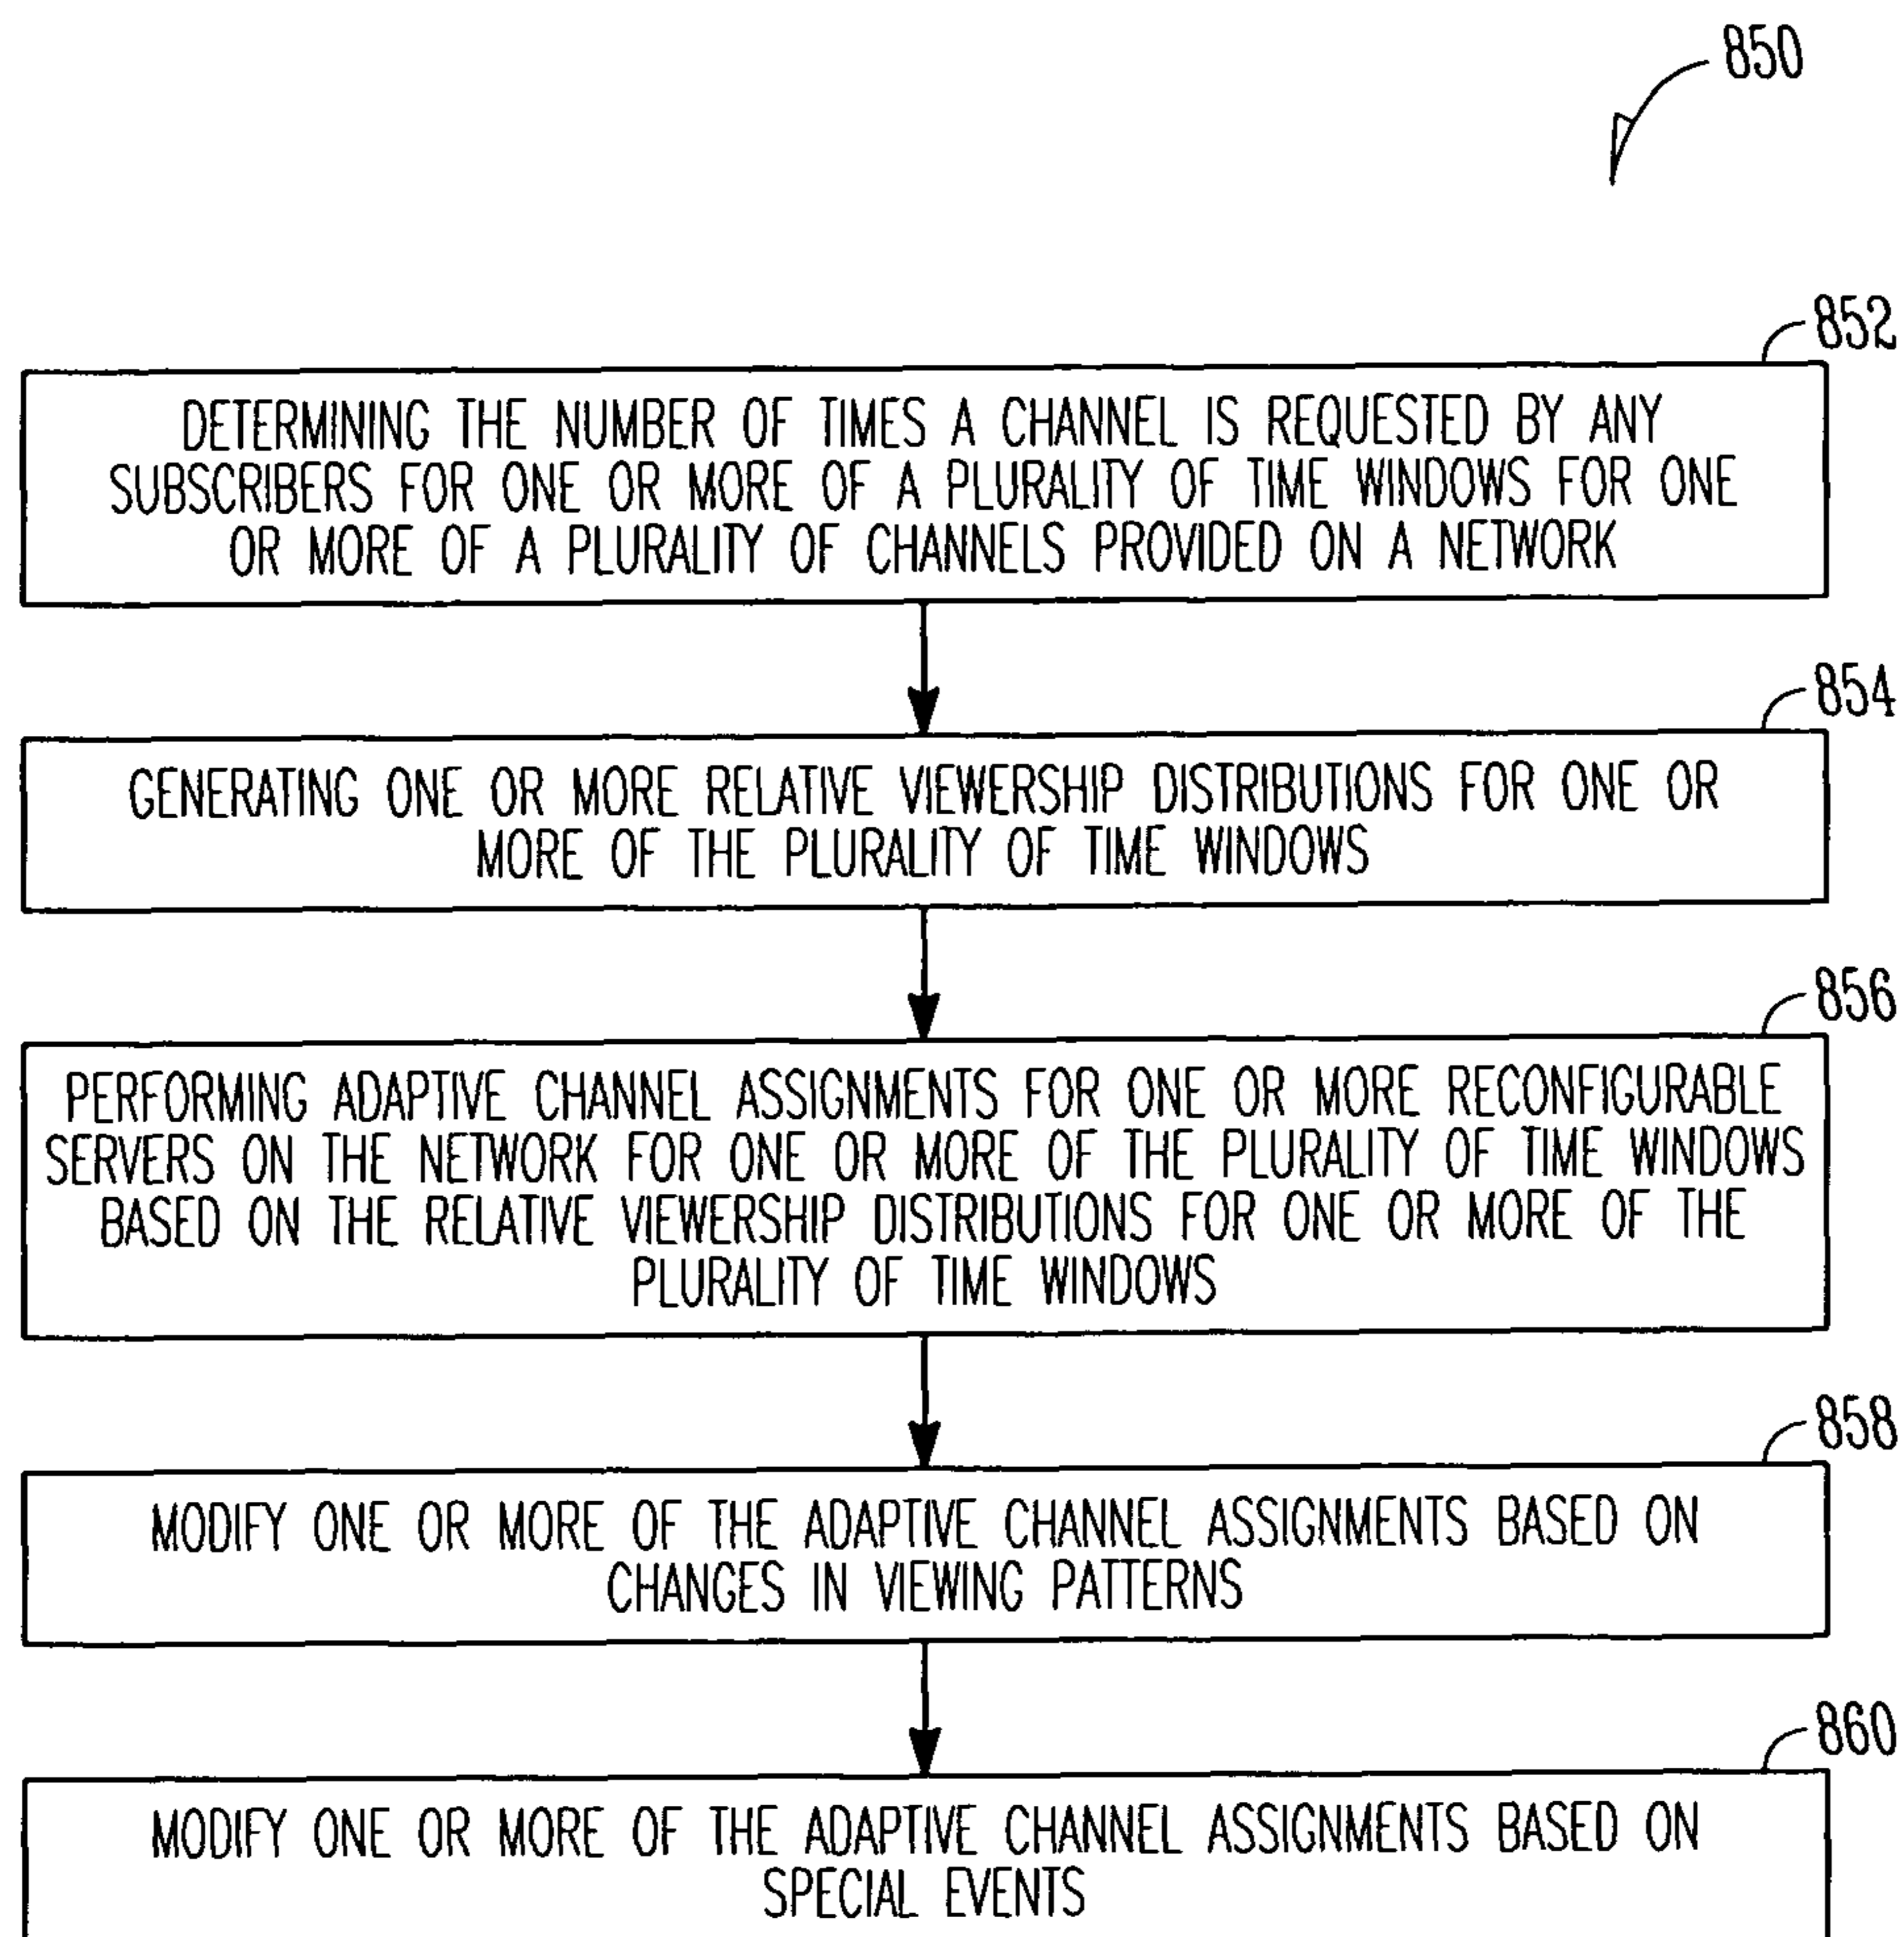 850
852
DETERMINING THE NUMBER OF TIMES A CHANNEL IS REQUESTED BY ANY
SUBSCRIBERS FOR ONE OR MORE OF A PLURALITY OF TIME WINDOWS FOR ONE
OR MORE OF A PLURALITY OF CHANNELS PROVIDED ON A NETWORK
854
GENERATING ONE OR MORE RELATIVE VIEWERSHIP DISTRIBUTIONS FOR ONE OR
MORE OF THE PLURALITY OF TIME WINDOWS
856
PERFORMING ADAPTIVE CHANNEL ASSIGNMENTS FOR ONE OR MORE RECONFIGURABLE
SERVERS ON THE NETWORK FOR ONE OR MORE OF THE PLURALITY OF TIME WINDOWS
BASED ON THE RELATIVE VIEWERSHIP DISTRIBUTIONS FOR ONE OR MORE OF THE
PLURALITY OF TIME WINDOWS
858
MODIFY ONE OR MORE OF THE ADAPTIVE CHANNEL ASSIGNMENTS BASED ON
CHANGES IN VIEWING PATTERNS
860
MODIFY ONE OR MORE OF THE ADAPTIVE CHANNEL ASSIGNMENTS BASED ON
SPECIAL EVENTS